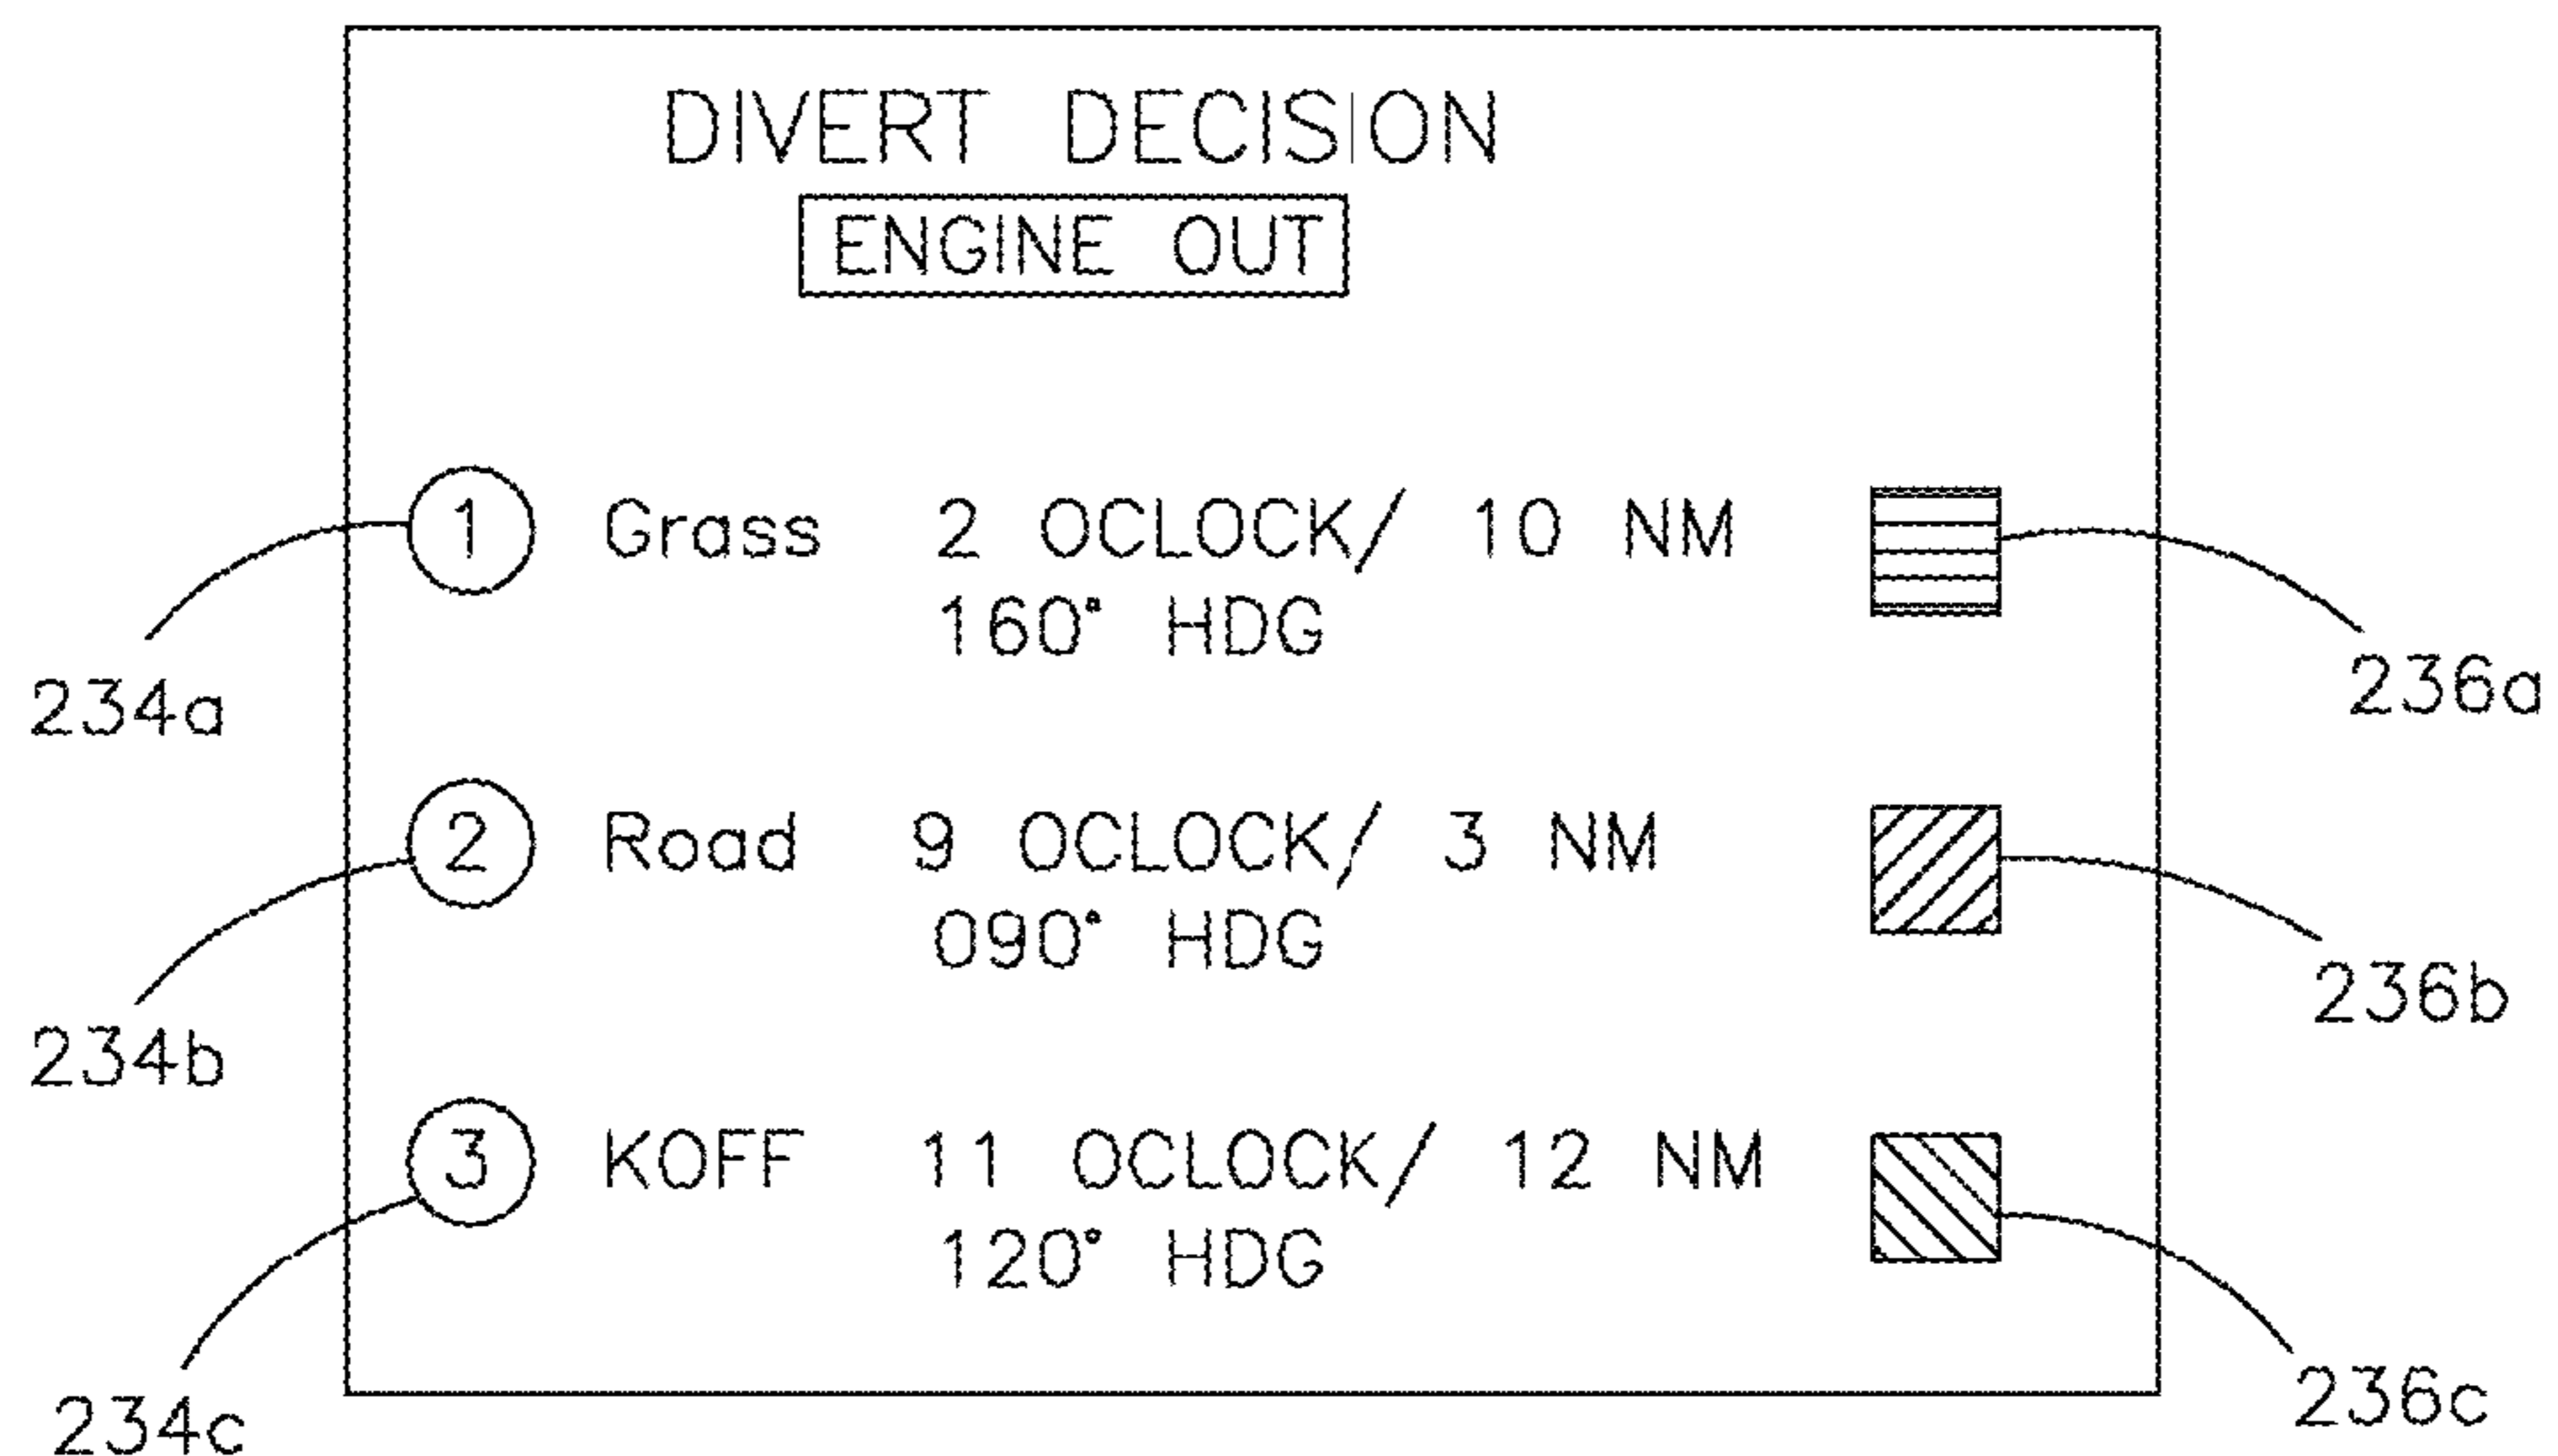 DIVERT DECISION
ENGINE OUT
1 Grass 2 OCLOCK/ 10 NM
160° HDG
234a
236a
2 Road 9 OCLOCK/ 3 NM
090° HDG
234b
236b
3 KOFF 11 OCLOCK/ 12 NM
120° HDG
234c
236c